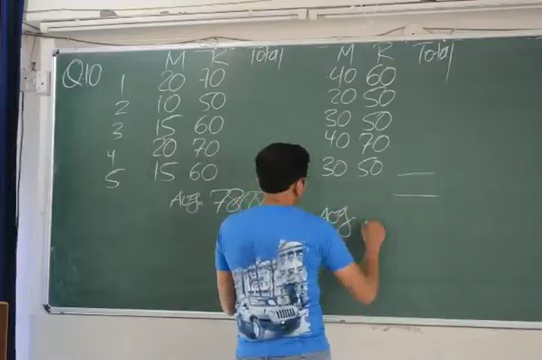 Q10 M R Total M R Total
1 20 70 40 60
2 10 50 20 50
3 15 60 30 50
4 20 70 40 70
5 15 60 30 50
Avg. Avg.